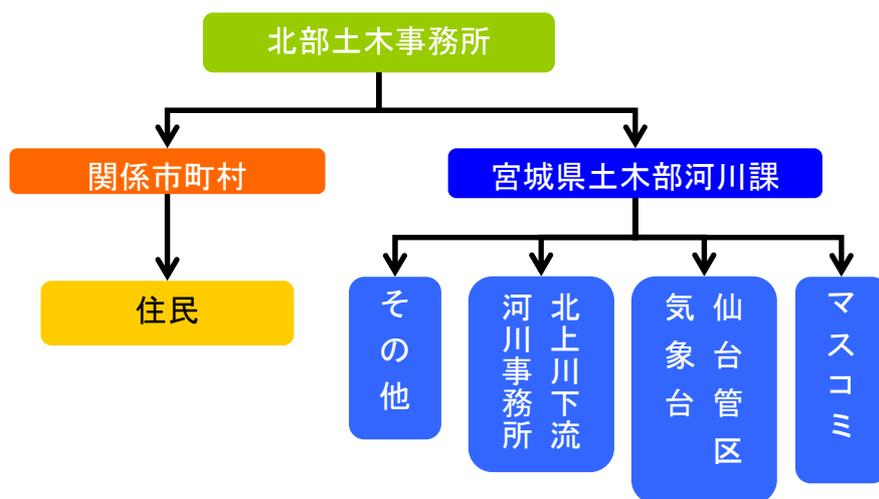 北部土木事務所
関係市町村
宮城県土木部河川課
住民
その他
北上川下流
河川事務所
仙台管区
気象台
マスコミ